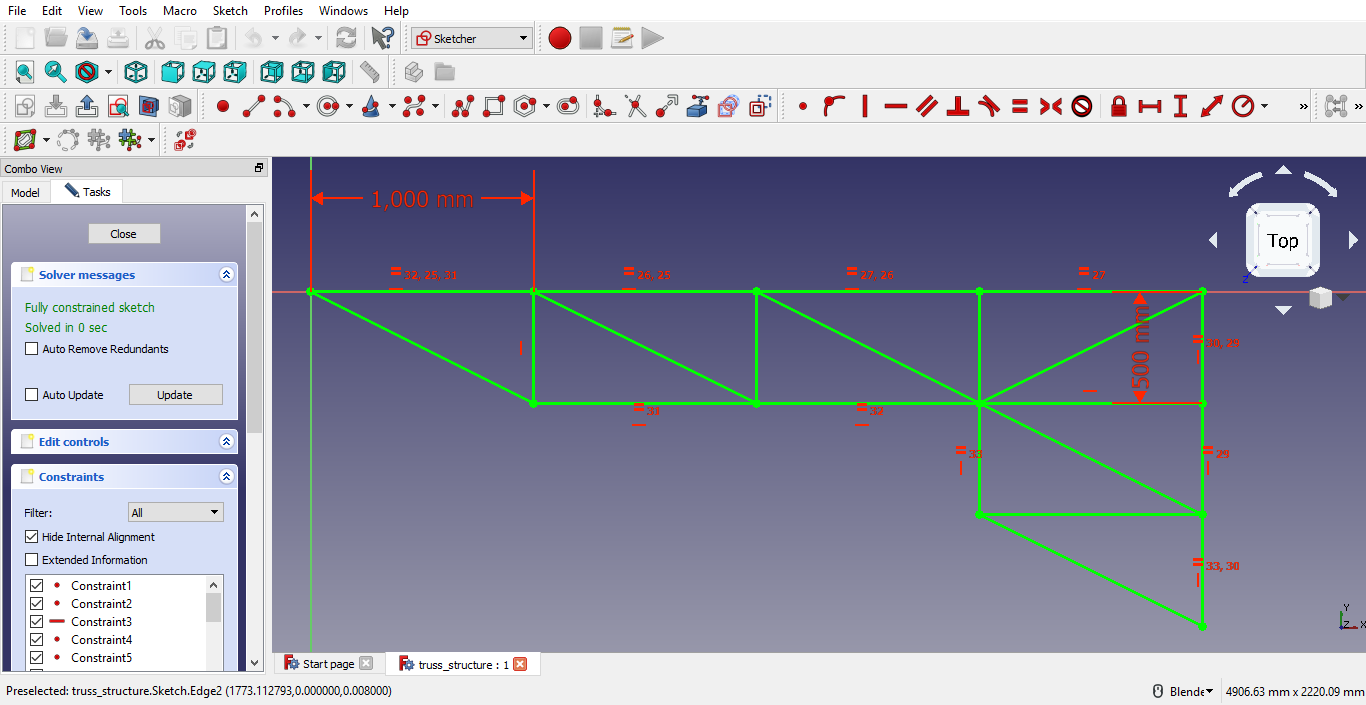 File Edit View Tools Macro Sketch Profiles Windows Help
Sketcher
» »
Combo View
Model Tasks
Close
Solver messages
Fully constrained sketch
Solved in 0 sec
Auto Remove Redundants
Auto Update Update
Edit controls
Constraints
Filter: All
Hide Internal Alignment
Extended Information
Constraint1
Constraint2
Constraint3
Constraint4
Constraint5
1,000 mm
32, 25, 31
26, 25
27, 26
27
500 mm
31
32
33
29
33, 30
Top
Z
Y
Z X
Start page
truss_structure : 1
Preselected: truss_structure.Sketch.Edge2 (1773.112793,0.000000,0.008000)
Blende
4906.63 mm x 2220.09 mm